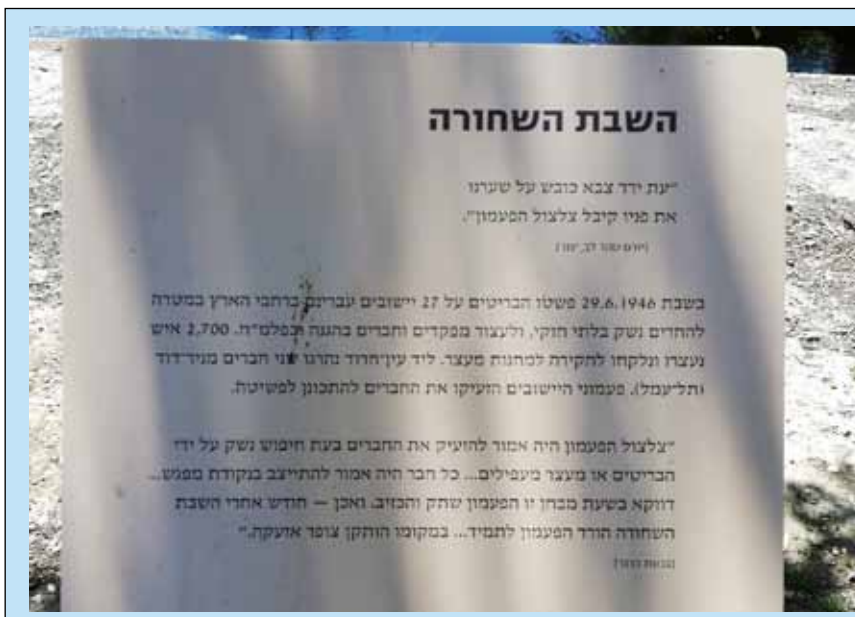 השבת השחורה
"עת ירד צבא כובש על שערנו
את פניו קיבל צלצול הפעמון".
בשבת 29.6.1946 פשטו הבריטים על 27 יישובים עבריים ברחבי הארץ במטרה
להחרים נשק בלתי חוקי, ולעצור מפקדים וחברים בהגנה ובפלמ"ח. 2,700 איש
נעצרו ונלקחו לחקירה למחנות מעצר. ליד עין־חרוד נהרגו שני חברים מניר־דוד
(תל־עמל). פעמוני היישובים הזעיקו את החברים להתכונן לפשיטה.
"צלצול הפעמון היה אמור להזעיק את החברים בעת חיפוש נשק על ידי
הבריטים או מעצר מעפילים... כל חבר היה אמור להתייצב בנקודת מפגש...
דווקא בשעת מבחן זו הפעמון שתק והכזיב. ואכן — חודש אחרי השבת
השחורה הורד הפעמון לתמיד... במקומו הותקן צופר אזעקה."